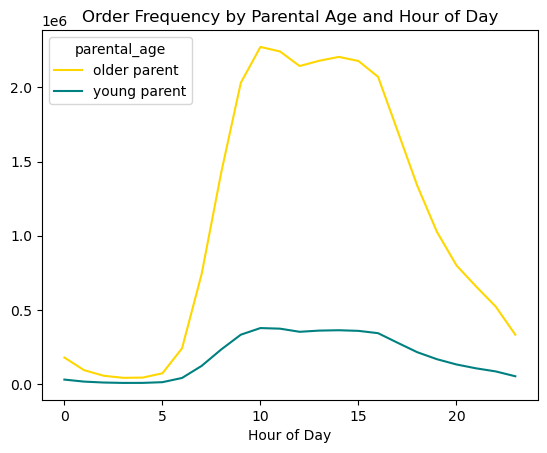 Order Frequency by Parental Age and Hour of Day
1e6
parental_age
older parent
young parent
2.0
1.5
1.0
0.5
0.0
0 5 10 15 20
Hour of Day